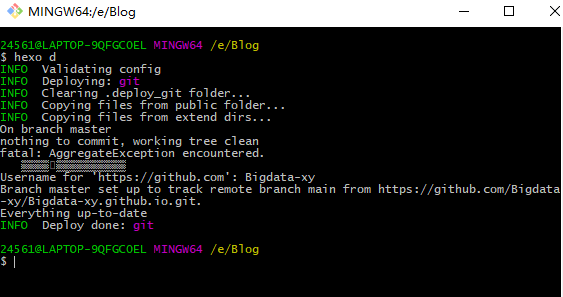 MINGW64:/e/Blog
24561@LAPTOP-9QFGCOEL MINGW64 /e/Blog
$ hexo d
INFO  Validating config
INFO  Deploying: git
INFO  Clearing .deploy_git folder...
INFO  Copying files from public folder...
INFO  Copying files from extend dirs...
On branch master
nothing to commit, working tree clean
fatal: AggregateException encountered.
Username for 'https://github.com': Bigdata-xy
Branch master set up to track remote branch main from https://github.com/Bigdata
-xy/Bigdata-xy.github.io.git.
Everything up-to-date
INFO  Deploy done: git
24561@LAPTOP-9QFGCOEL MINGW64 /e/Blog
$